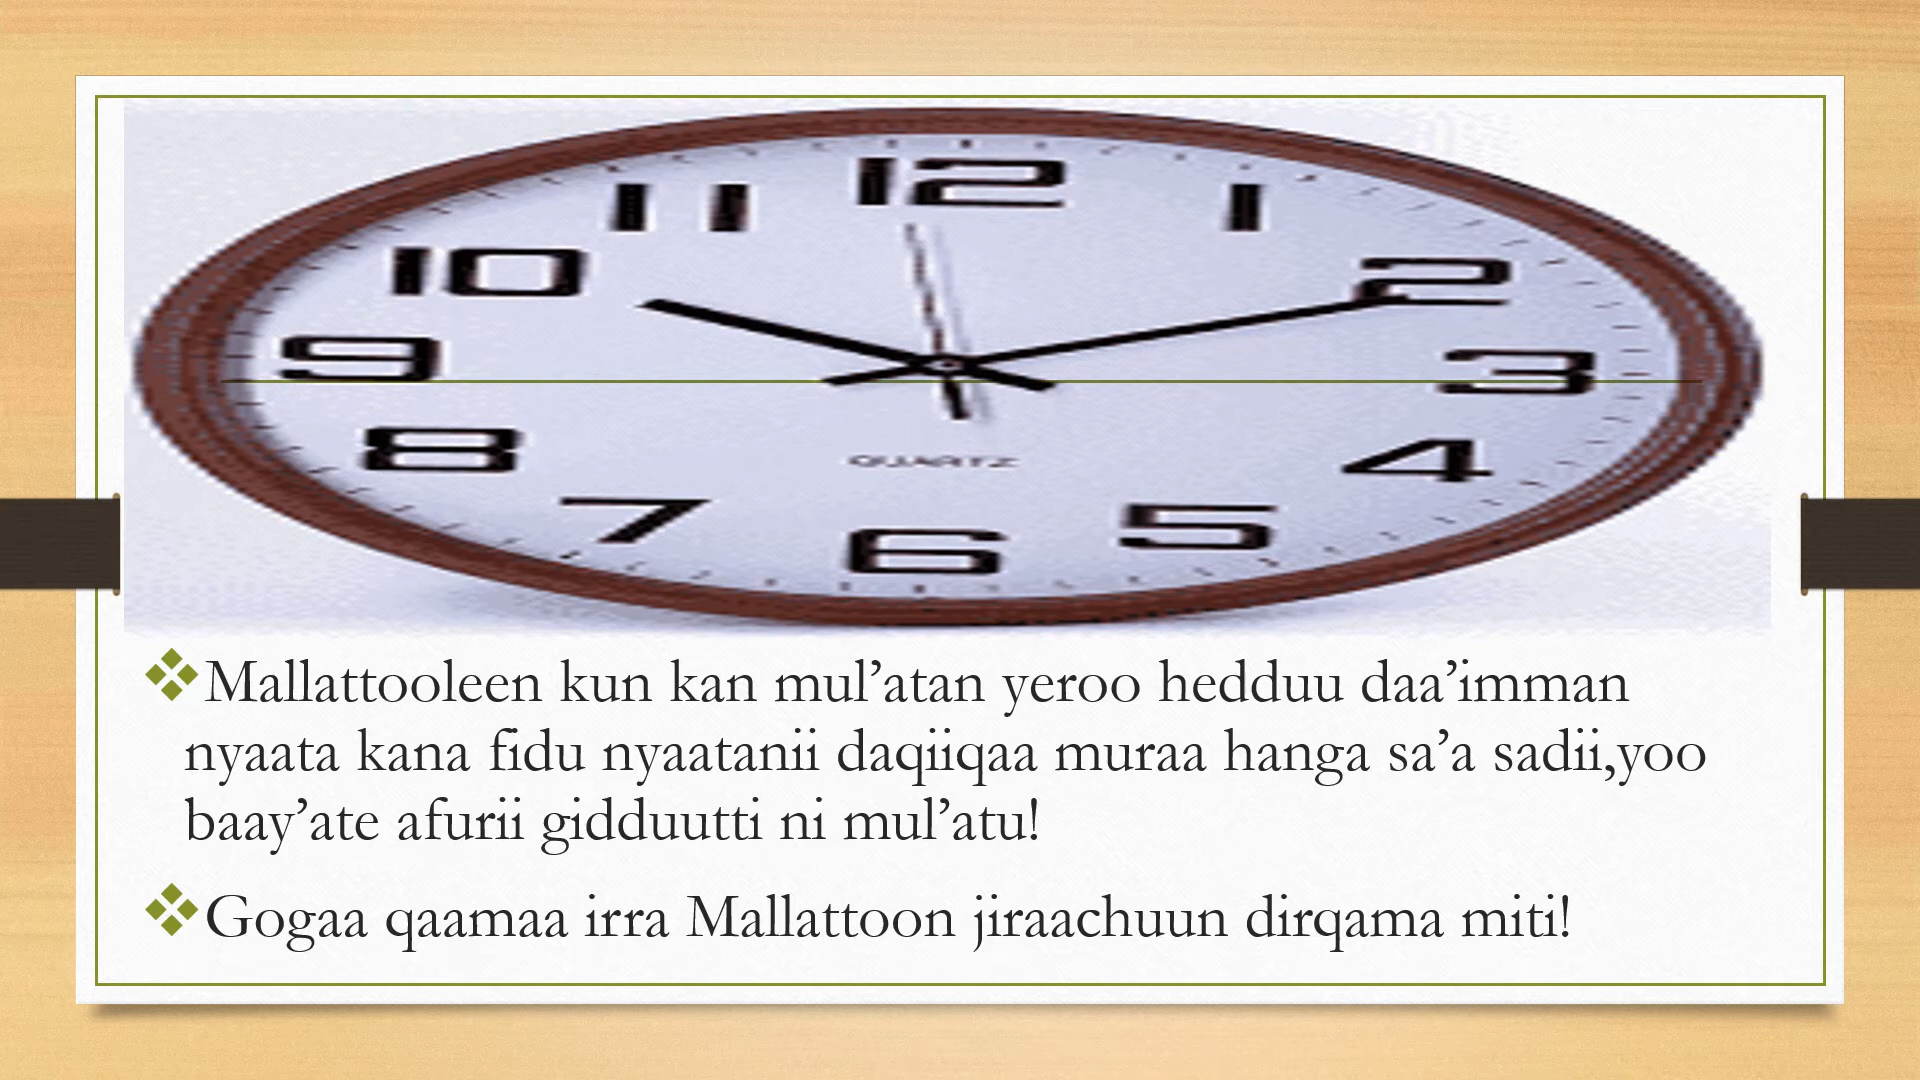 12
11
1
10
2
9
3
8
4
QUARTZ
7
5
6
Mallattooleen kun kan mul’atan yeroo hedduu daa’imman
nyaata kana fidu nyaatanii daqiiqaa muraa hanga sa’a sadii,yoo
baay’ate afurii gidduutti ni mul’atu!
Gogaa qaamaa irra Mallattoon jiraachuun dirqama miti!